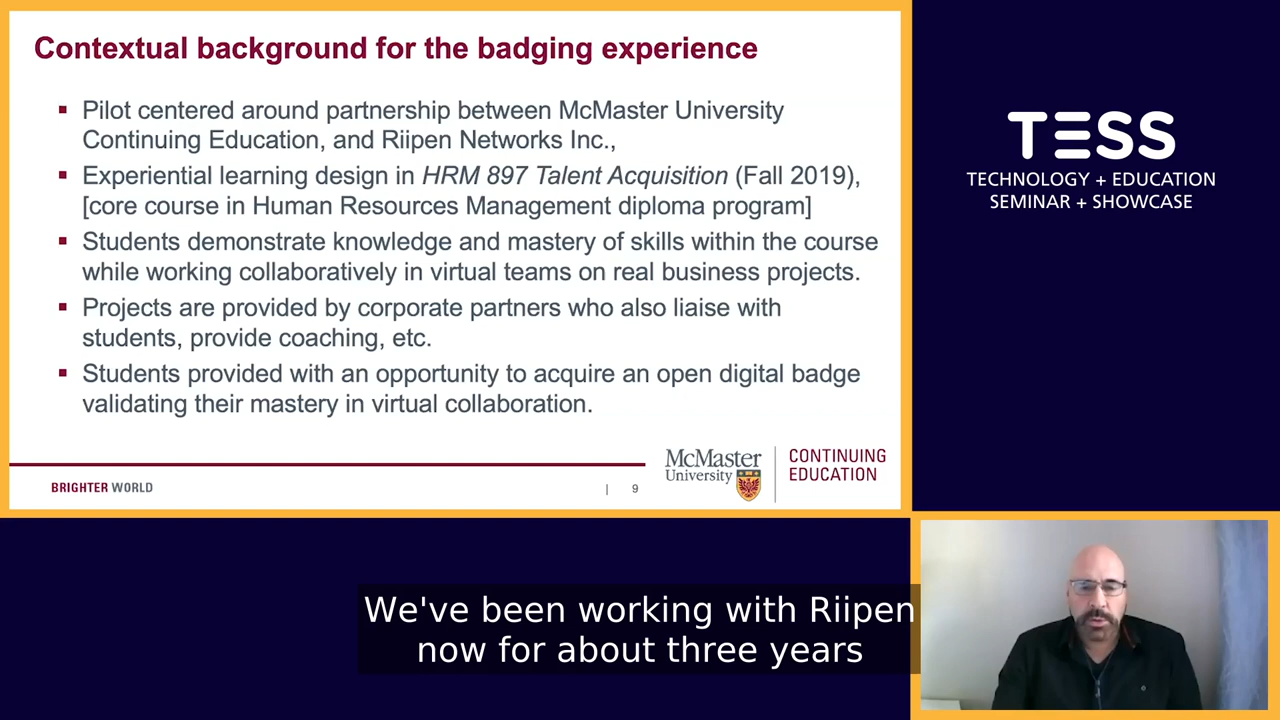 Contextual background for the badging experience
▪ Pilot centered around partnership between McMaster University
Continuing Education, and Riipen Networks Inc.,
▪ Experiential learning design in HRM 897 Talent Acquisition (Fall 2019),
[core course in Human Resources Management diploma program]
▪ Students demonstrate knowledge and mastery of skills within the course
while working collaboratively in virtual teams on real business projects.
▪ Projects are provided by corporate partners who also liaise with
students, provide coaching, etc.
▪ Students provided with an opportunity to acquire an open digital badge
validating their mastery in virtual collaboration.
BRIGHTER WORLD
| 9
McMaster
University
CONTINUING
EDUCATION
TESS
TECHNOLOGY + EDUCATION
SEMINAR + SHOWCASE
We've been working with Riipen
now for about three years